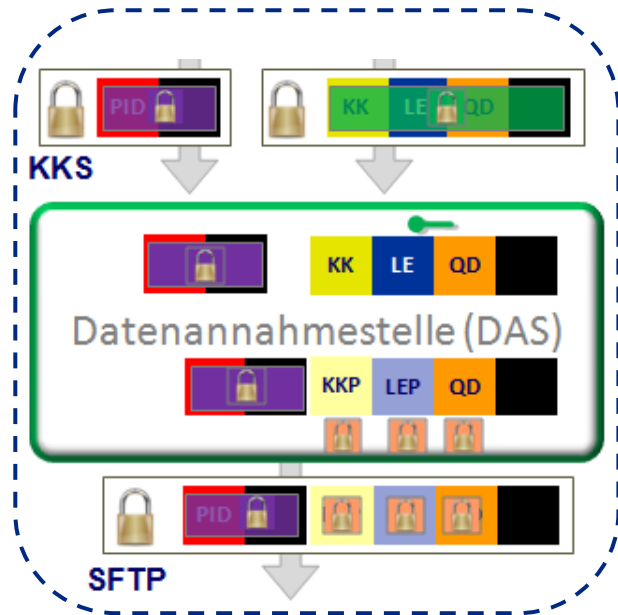 PID KK LE QD
KKS
KK LE QD
Datenannahmestelle (DAS)
KKP LEP QD
PID
SFTP